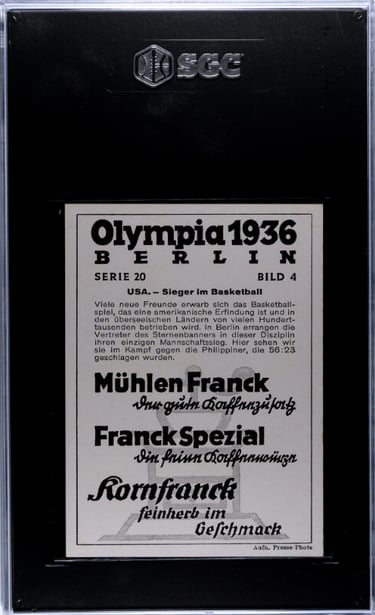 SGC
Olympia 1936
BERLIN
SERIE 20 BILD 4
USA. – Sieger im Basketball
Viele neue Freunde erwarb sich das Basketball-
spiel, das eine amerikanische Erfindung ist und in
den überseeischen Ländern von vielen Hundert-
tausenden betrieben wird. In Berlin errangen die
Vertreter des Sternenbanners in dieser Disziplin
ihren einzigen Mannschaftssieg. Hier sehen wir
sie im Kampf gegen die Philippiner, die 56:23
geschlagen wurden.
Mühlen Franck
der gute Kaffeezusatz
Franck Spezial
die feine Kaffeewürze
Kornfranck
feinherb im
Geschmack
Aufn. Presse-Photo